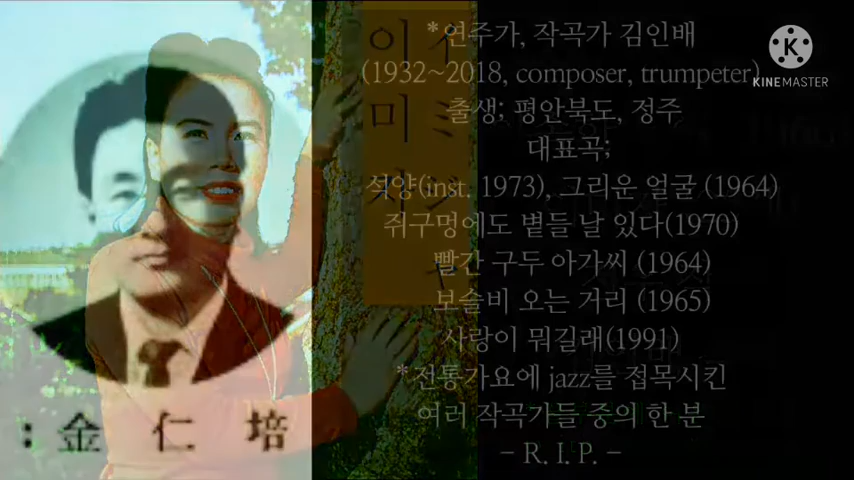 *연주가, 작곡가 김인배
(1932~2018, composer, trumpeter)
출생; 평안북도, 정주
대표곡;
석양(inst. 1973), 그리운 얼굴 (1964)
쥐구멍에도 볕들 날 있다(1970)
빨간 구두 아가씨 (1964)
보슬비 오는 거리 (1965)
사랑이 뭐길래(1991)
*전통가요에 jazz를 접목시킨
여러 작곡가들 중의 한 분
– R. I. P. –
KINEMASTER
이미자
: 金仁培